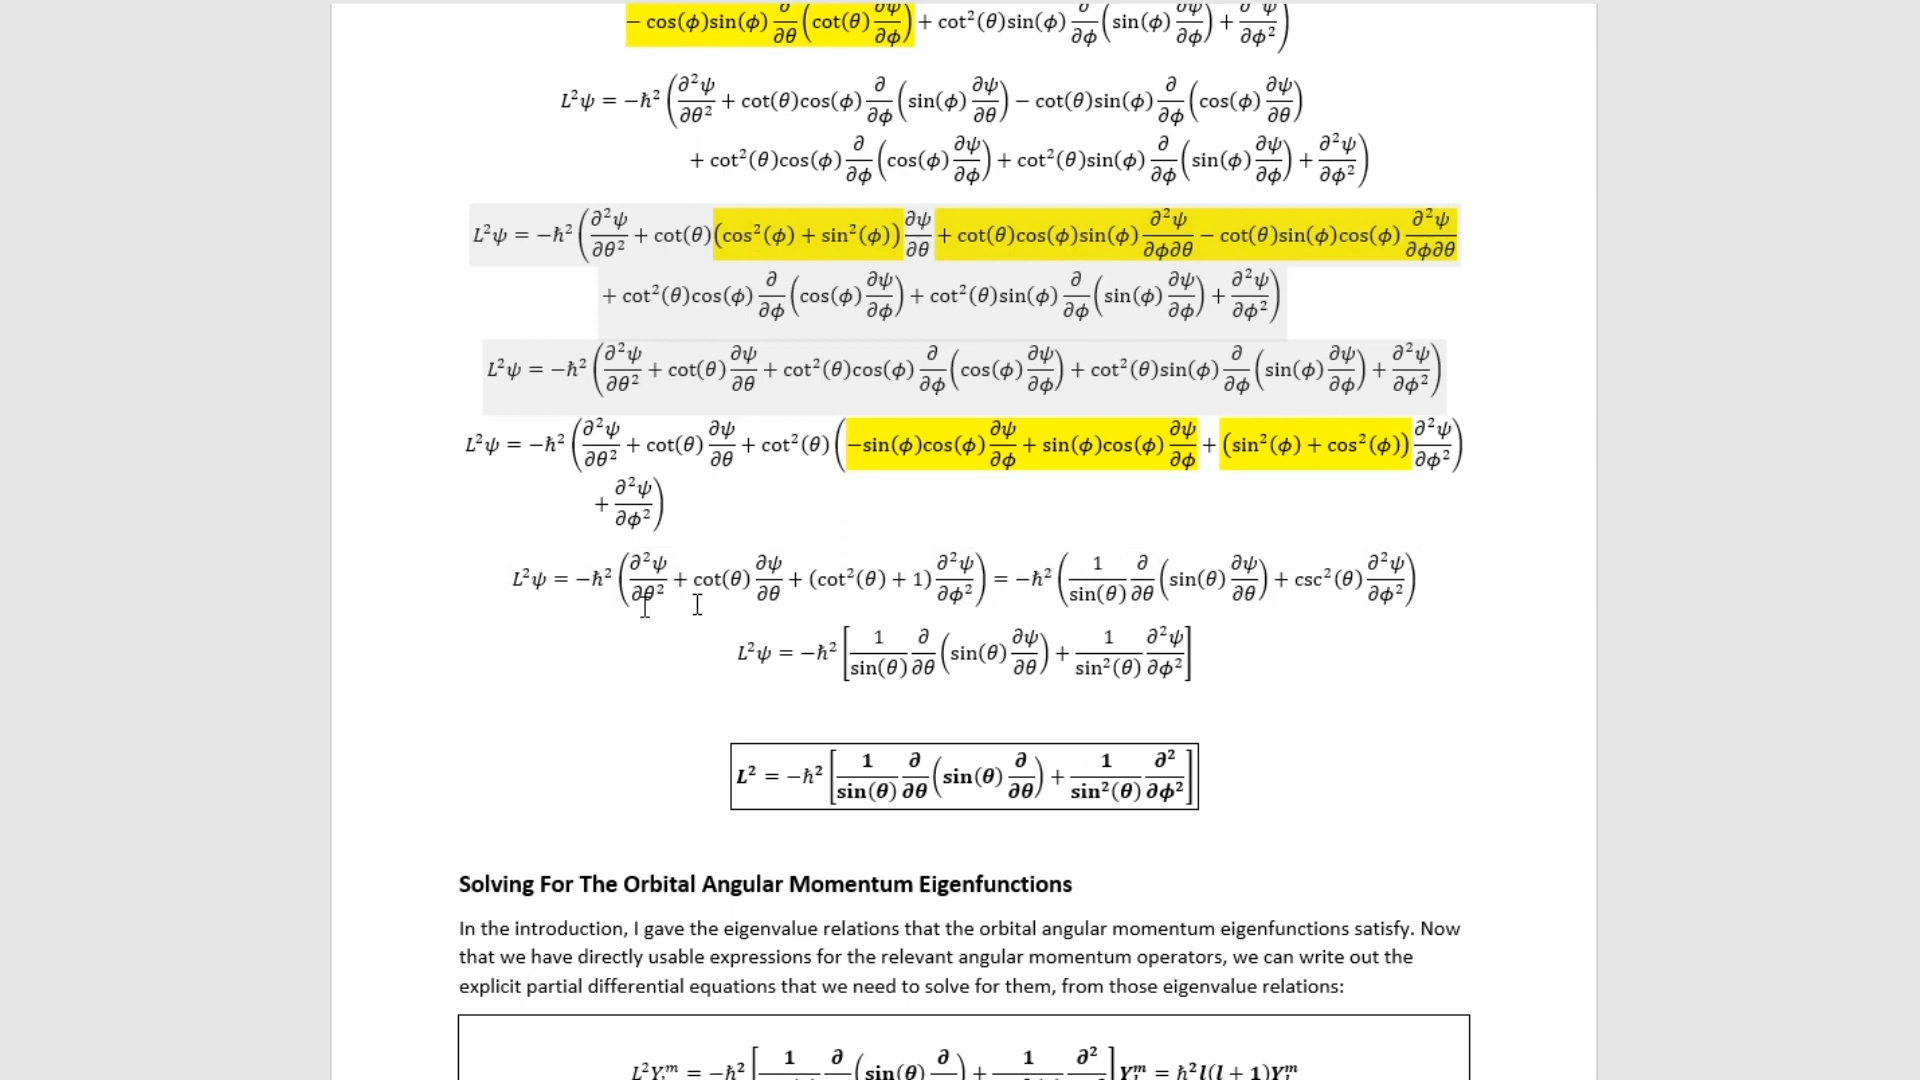 − cos(ϕ)sin(ϕ) ∂/∂θ (cot(θ) ∂ψ/∂ϕ) + cot²(θ)sin(ϕ) ∂/∂ϕ (sin(ϕ) ∂ψ/∂ϕ) + ∂²ψ/∂ϕ²)
L²ψ = −ℏ² (∂²ψ/∂θ² + cot(θ)cos(ϕ) ∂/∂ϕ (sin(ϕ) ∂ψ/∂θ) − cot(θ)sin(ϕ) ∂/∂ϕ (cos(ϕ) ∂ψ/∂θ)
+ cot²(θ)cos(ϕ) ∂/∂ϕ (cos(ϕ) ∂ψ/∂ϕ) + cot²(θ)sin(ϕ) ∂/∂ϕ (sin(ϕ) ∂ψ/∂ϕ) + ∂²ψ/∂ϕ²)
L²ψ = −ℏ² (∂²ψ/∂θ² + cot(θ)(cos²(ϕ) + sin²(ϕ)) ∂ψ/∂θ + cot(θ)cos(ϕ)sin(ϕ) ∂²ψ/∂ϕ∂θ − cot(θ)sin(ϕ)cos(ϕ) ∂²ψ/∂ϕ∂θ
+ cot²(θ)cos(ϕ) ∂/∂ϕ (cos(ϕ) ∂ψ/∂ϕ) + cot²(θ)sin(ϕ) ∂/∂ϕ (sin(ϕ) ∂ψ/∂ϕ) + ∂²ψ/∂ϕ²)
L²ψ = −ℏ² (∂²ψ/∂θ² + cot(θ) ∂ψ/∂θ + cot²(θ)cos(ϕ) ∂/∂ϕ (cos(ϕ) ∂ψ/∂ϕ) + cot²(θ)sin(ϕ) ∂/∂ϕ (sin(ϕ) ∂ψ/∂ϕ) + ∂²ψ/∂ϕ²)
L²ψ = −ℏ² (∂²ψ/∂θ² + cot(θ) ∂ψ/∂θ + cot²(θ) (−sin(ϕ)cos(ϕ) ∂ψ/∂ϕ + sin(ϕ)cos(ϕ) ∂ψ/∂ϕ + (sin²(ϕ) + cos²(ϕ)) ∂²ψ/∂ϕ²)
+ ∂²ψ/∂ϕ²)
L²ψ = −ℏ² (∂²ψ/∂θ² + cot(θ) ∂ψ/∂θ + (cot²(θ) + 1) ∂²ψ/∂ϕ²) = −ℏ² (1/sin(θ) ∂/∂θ (sin(θ) ∂ψ/∂θ) + csc²(θ) ∂²ψ/∂ϕ²)
L²ψ = −ℏ² [1/sin(θ) ∂/∂θ (sin(θ) ∂ψ/∂θ) + 1/sin²(θ) ∂²ψ/∂ϕ²]
L² = −ℏ² [1/sin(θ) ∂/∂θ (sin(θ) ∂/∂θ) + 1/sin²(θ) ∂²/∂ϕ²]
Solving For The Orbital Angular Momentum Eigenfunctions
In the introduction, I gave the eigenvalue relations that the orbital angular momentum eigenfunctions satisfy. Now
that we have directly usable expressions for the relevant angular momentum operators, we can write out the
explicit partial differential equations that we need to solve for them, from those eigenvalue relations: